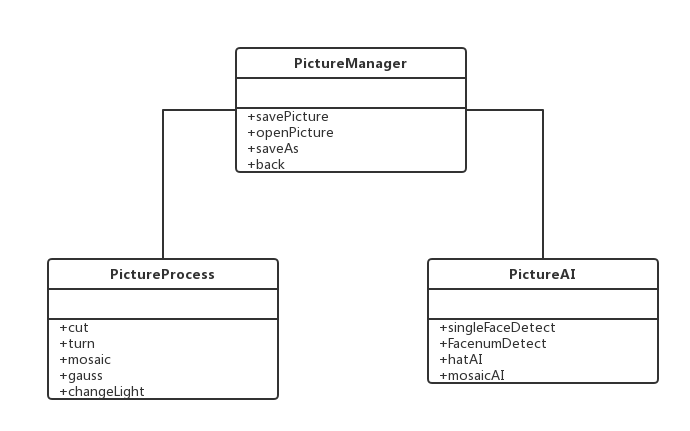 PictureManager
+savePicture
+openPicture
+saveAs
+back
PictureProcess
+cut
+turn
+mosaic
+gauss
+changeLight
PictureAI
+singleFaceDetect
+FacenumDetect
+hatAI
+mosaicAI